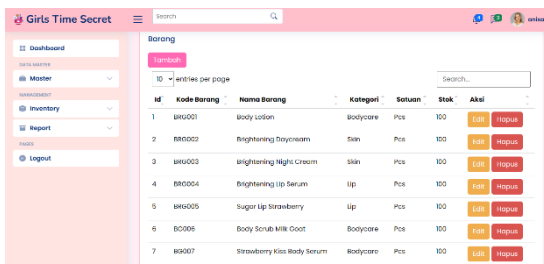 Girls Time Secret
Search
4
3
anisa
Dashboard
DATA MASTER
Master
MANAGEMENT
Inventory
Report
PAGES
Logout
Barang
Tambah
10 entries per page
Search...
Id Kode Barang Nama Barang Kategori Satuan Stok Aksi
1 BRG001 Body Lotion Bodycare Pcs 100 Edit Hapus
2 BRG002 Brightening Daycream Skin Pcs 100 Edit Hapus
3 BRG003 Brightening Night Cream Skin Pcs 100 Edit Hapus
4 BRG004 Brightening Lip Serum Lip Pcs 100 Edit Hapus
5 BRG005 Sugar Lip Strawberry Lip Pcs 100 Edit Hapus
6 BG006 Body Scrub Milk Goat Bodycare Pcs 100 Edit Hapus
7 BG007 Strawberry Kiss Body Serum Bodycare Pcs 100 Edit Hapus